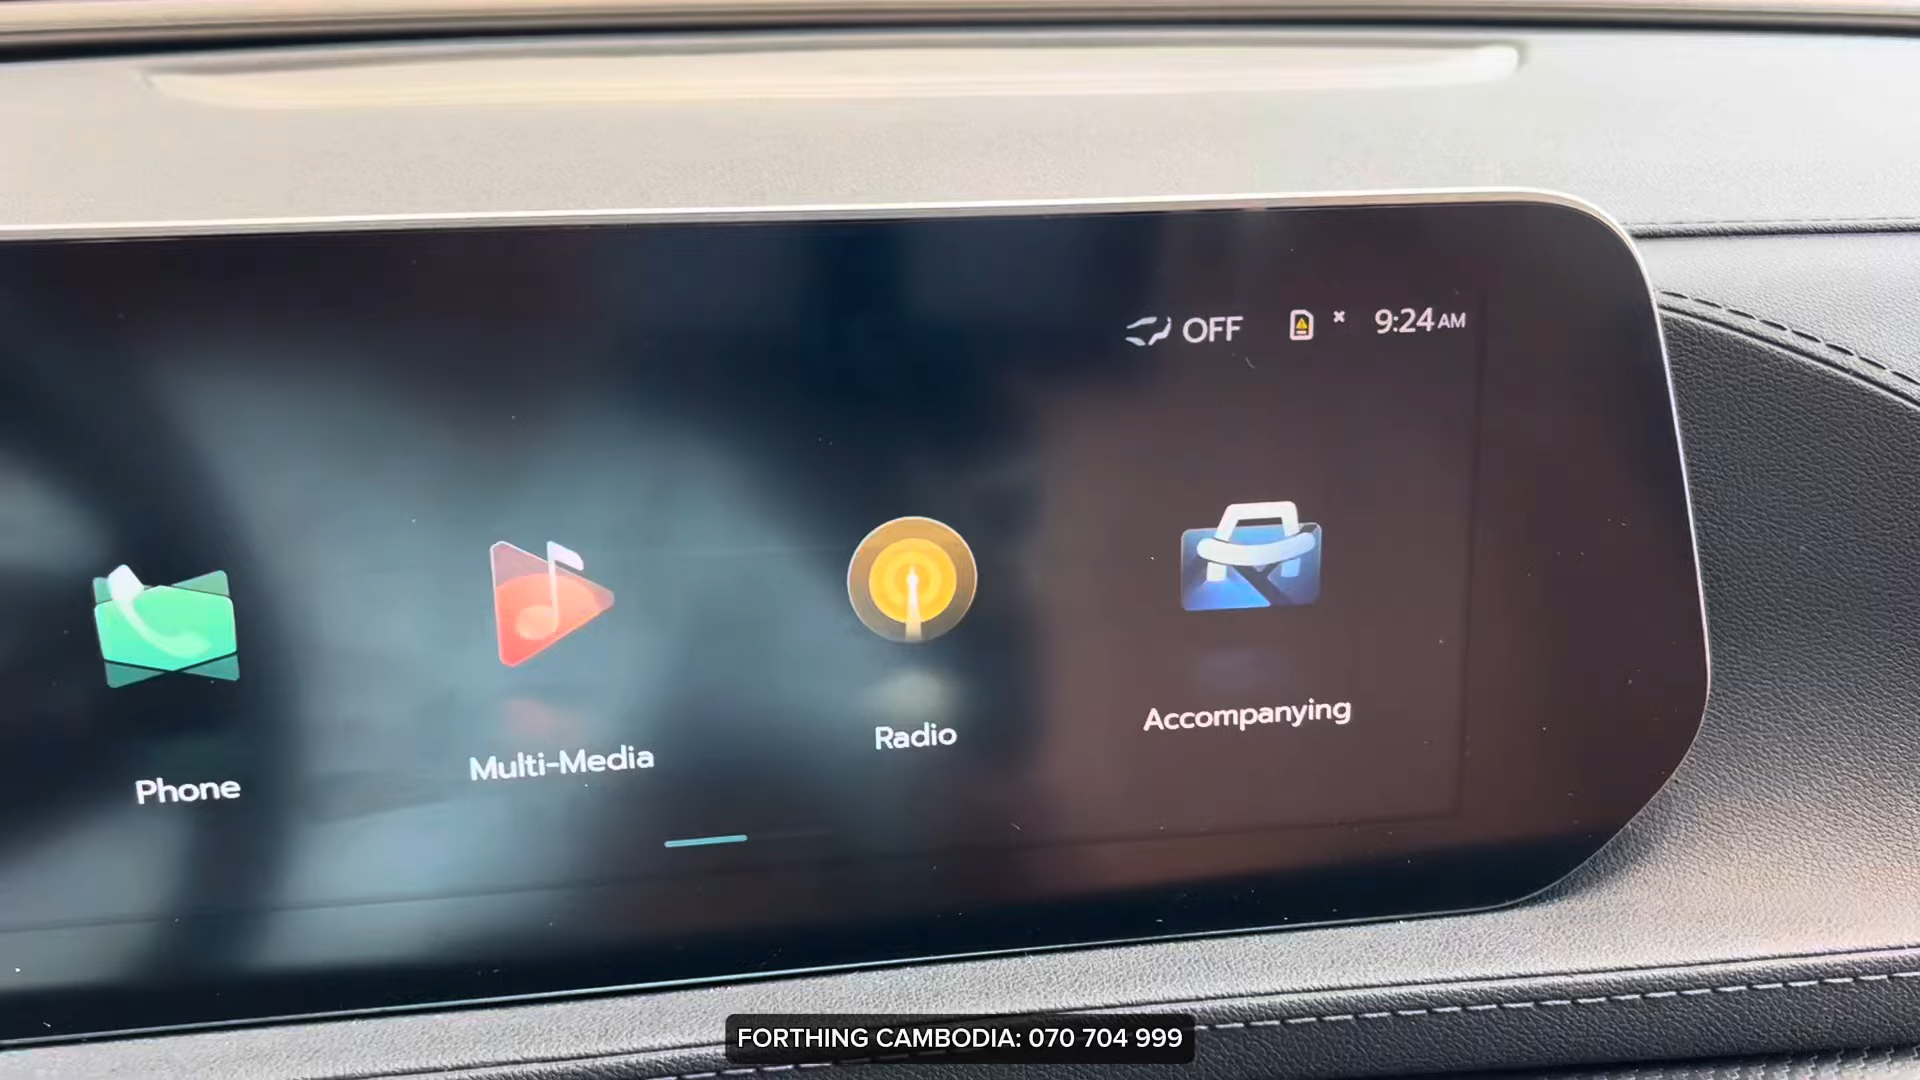 OFF
9:24 AM
Phone
Multi-Media
Radio
Accompanying
FORTHING CAMBODIA: 070 704 999